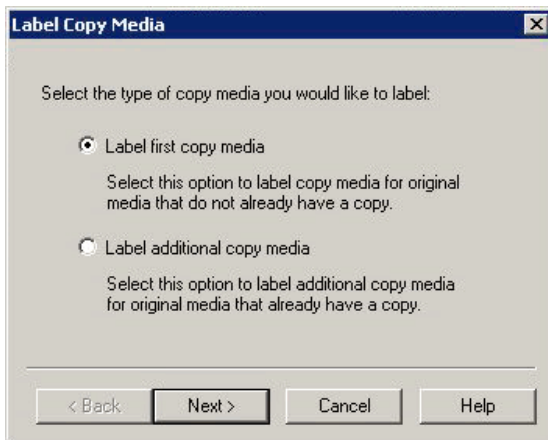 Label Copy Media
Select the type of copy media you would like to label:
Label first copy media
Select this option to label copy media for original
media that do not already have a copy.
Label additional copy media
Select this option to label additional copy media
for original media that already have a copy.
< Back
Next >
Cancel
Help